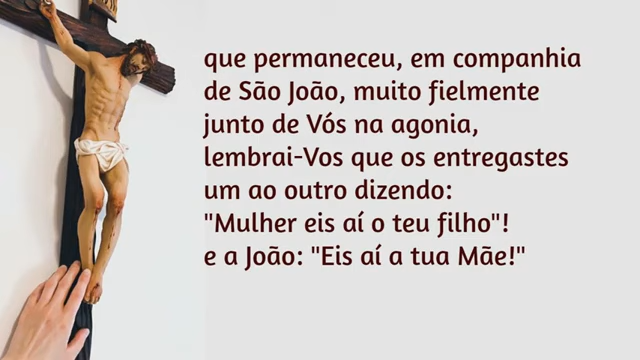 que permaneceu, em companhia
de São João, muito fielmente
junto de Vós na agonia,
lembrai-Vos que os entregastes
um ao outro dizendo:
"Mulher eis aí o teu filho"!
e a João: "Eis aí a tua Mãe!"